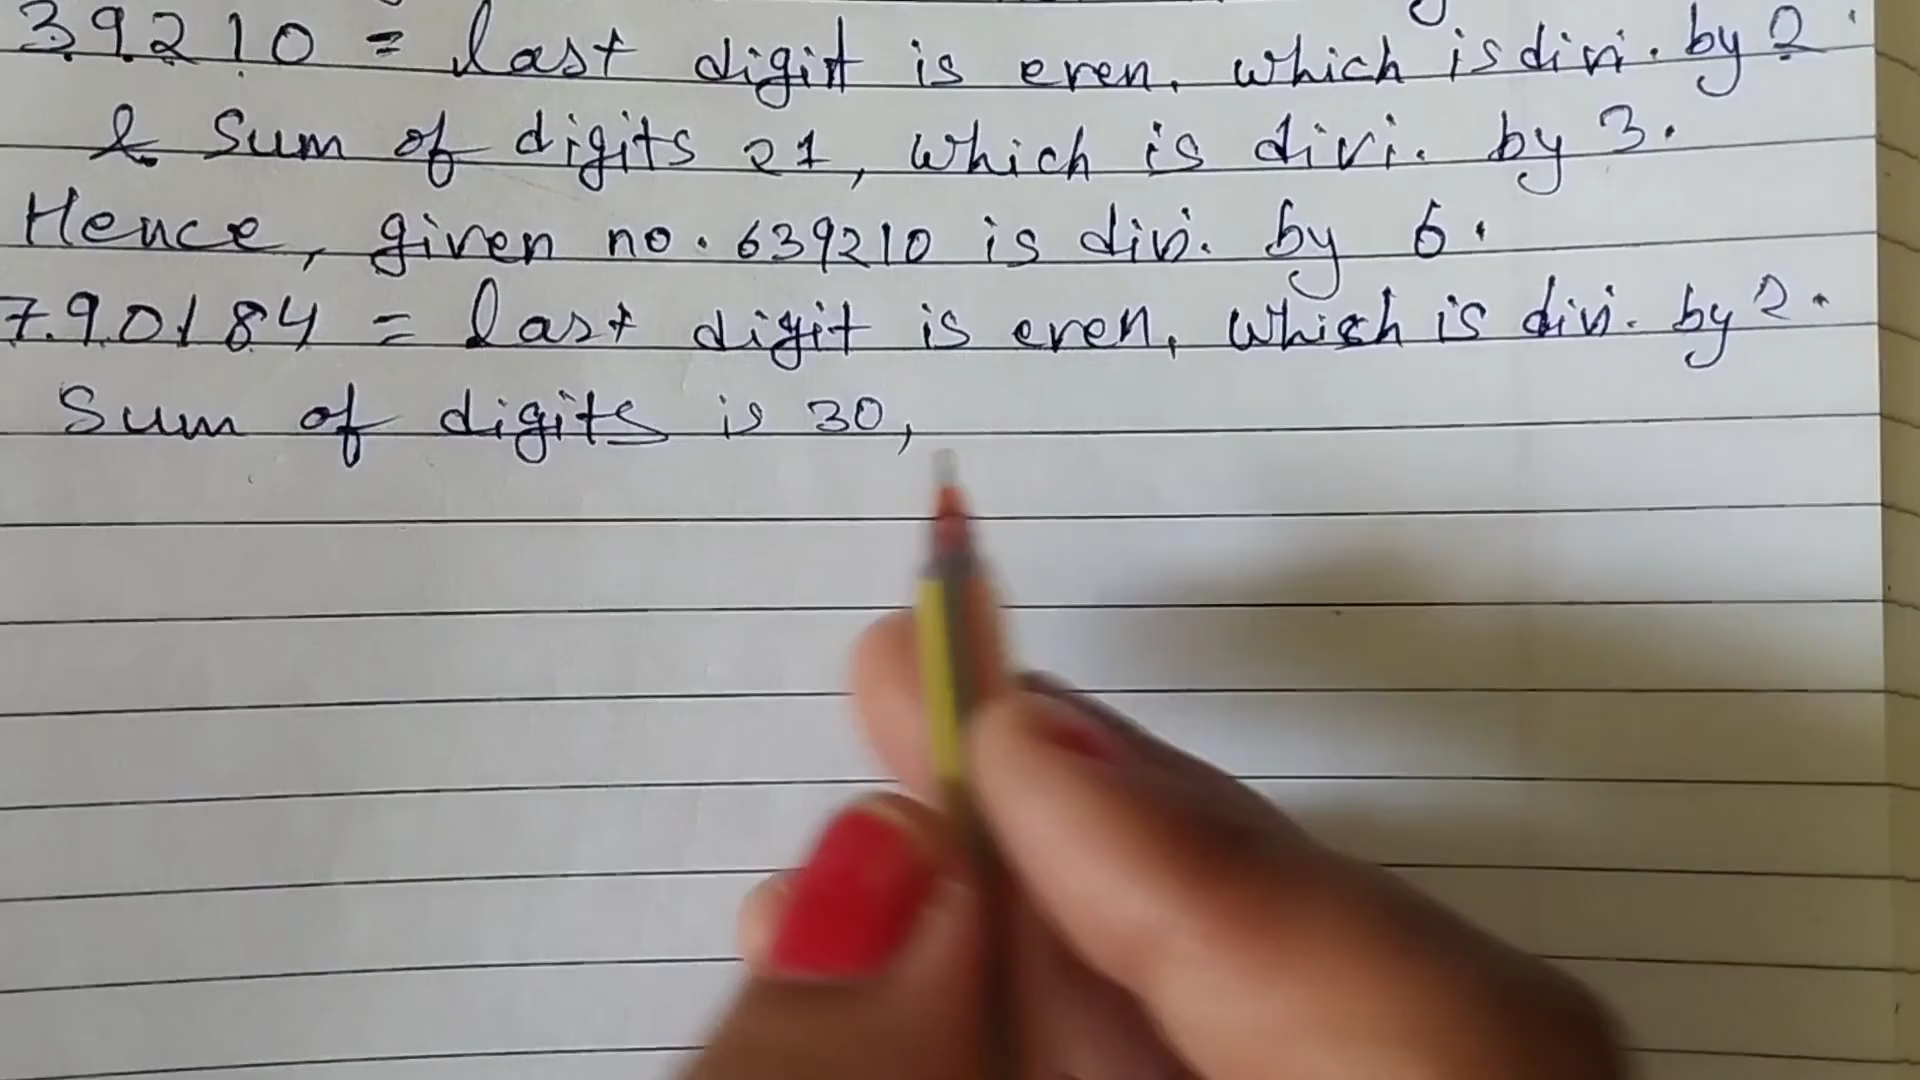 39210 = last digit is even, which is divi. by 2.
& Sum of digits 21, which is divi. by 3.
Hence, given no. 639210 is divi. by 6.
790184 = last digit is even, which is divi. by 2.
Sum of digits is 30,